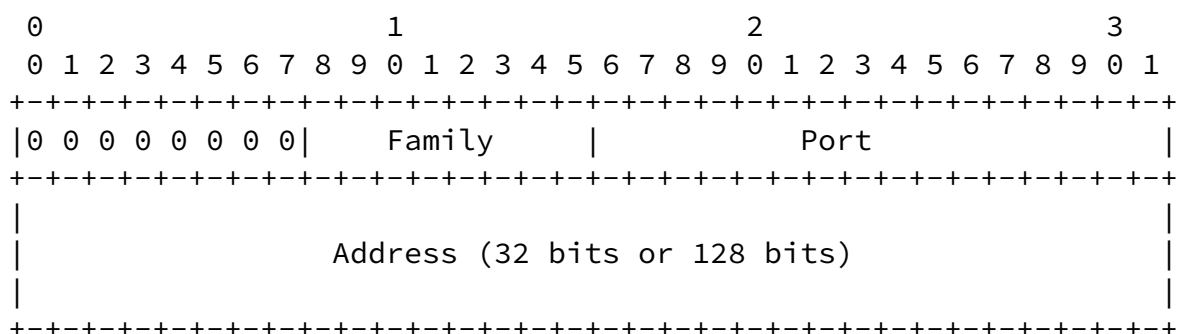 0                   1                   2                   3
 0 1 2 3 4 5 6 7 8 9 0 1 2 3 4 5 6 7 8 9 0 1 2 3 4 5 6 7 8 9 0 1
+-+-+-+-+-+-+-+-+-+-+-+-+-+-+-+-+-+-+-+-+-+-+-+-+-+-+-+-+-+-+-+-+
|0 0 0 0 0 0 0 0|    Family     |           Port                |
+-+-+-+-+-+-+-+-+-+-+-+-+-+-+-+-+-+-+-+-+-+-+-+-+-+-+-+-+-+-+-+-+
|                                                               |
|                 Address (32 bits or 128 bits)                 |
|                                                               |
+-+-+-+-+-+-+-+-+-+-+-+-+-+-+-+-+-+-+-+-+-+-+-+-+-+-+-+-+-+-+-+-+